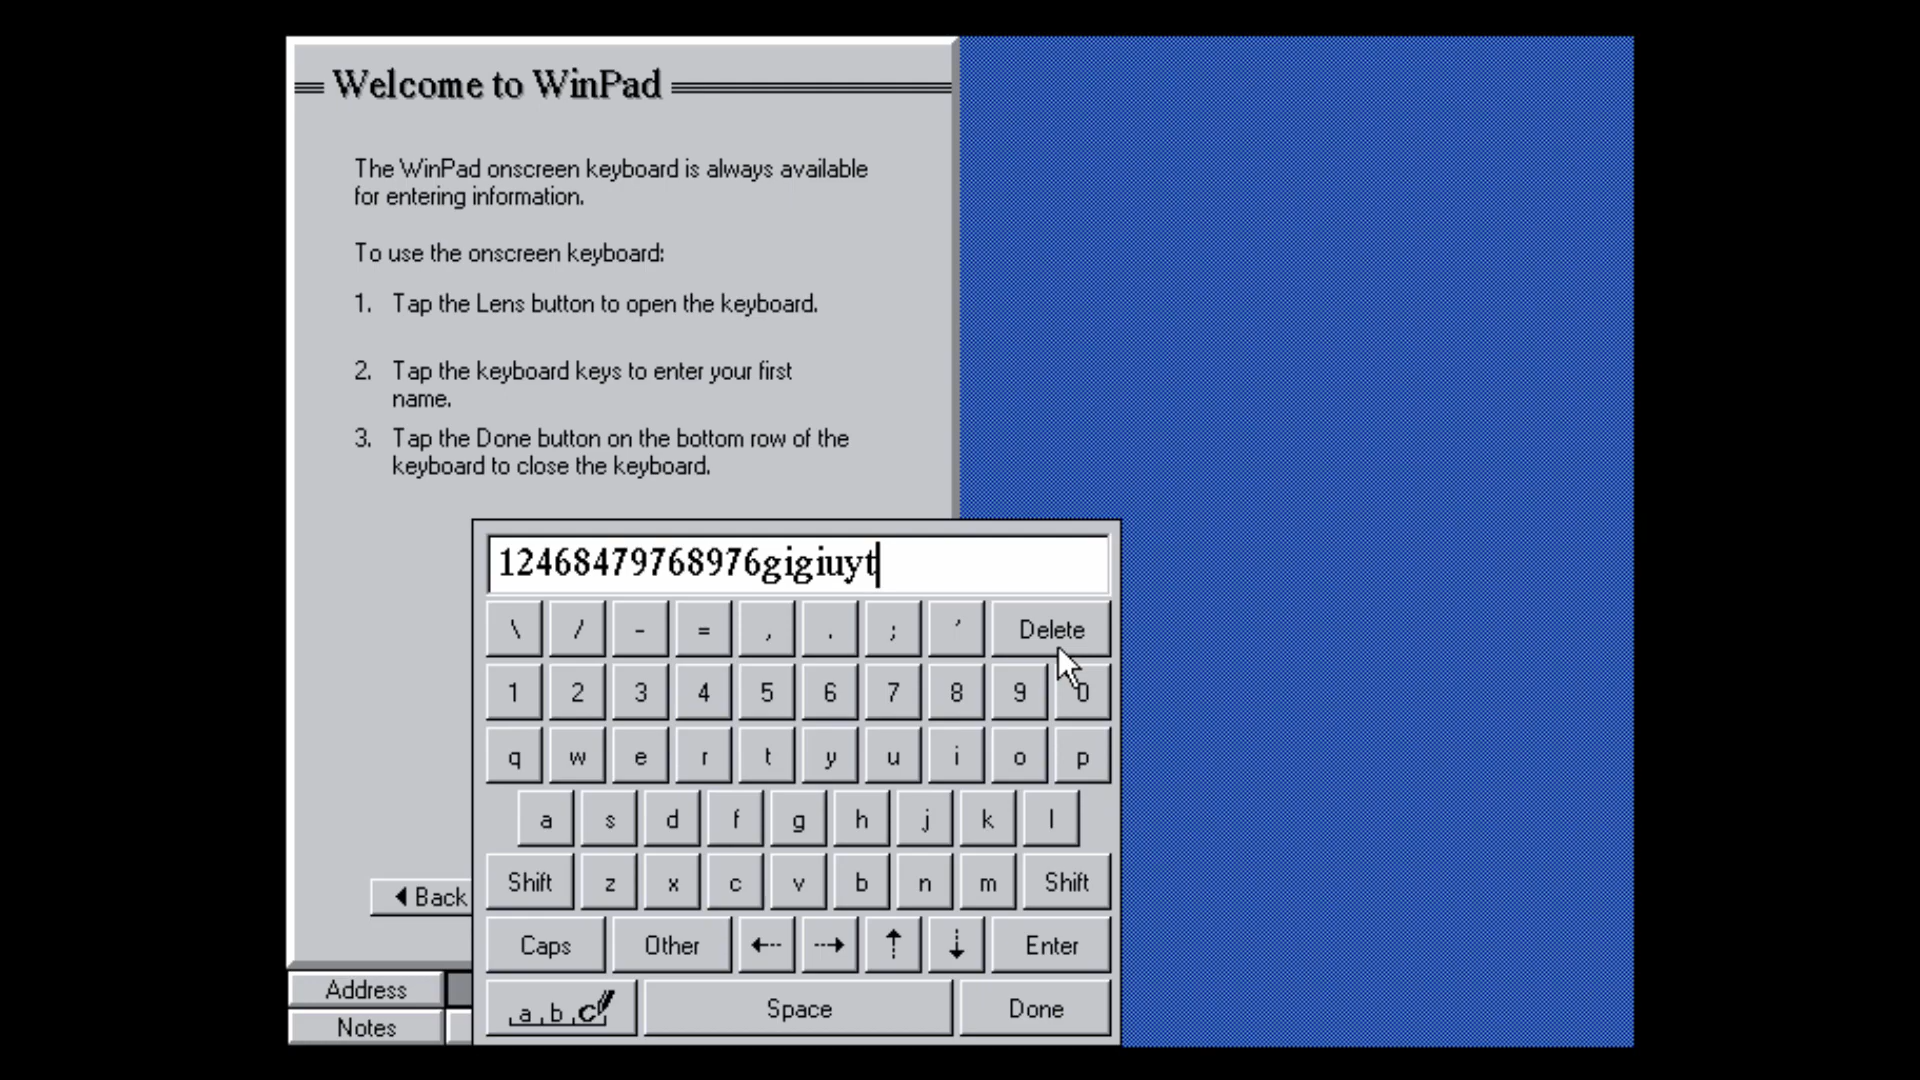 Welcome to WinPad
The WinPad onscreen keyboard is always available
for entering information.
To use the onscreen keyboard:
1. Tap the Lens button to open the keyboard.
2. Tap the keyboard keys to enter your first
name.
3. Tap the Done button on the bottom row of the
keyboard to close the keyboard.
12468479768976gigiuyt
\ / - = , . ; ' Delete
1 2 3 4 5 6 7 8 9 0
q w e r t y u i o p
a s d f g h j k l
Shift z x c v b n m Shift
Back
Caps Other Enter
Address
a b c Space Done
Notes